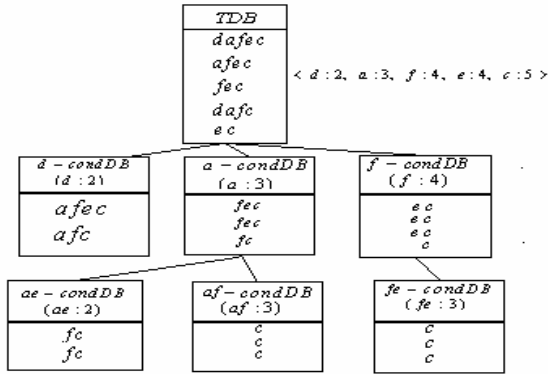 TDB
dafec
afec
fec
dafc
ec
< d : 2, a : 3, f : 4, e : 4, c : 5 >
d - condDB
(d : 2)
afec
afc
a - condDB
(a : 3)
fec
fec
fc
f - condDB
(f : 4)
ec
ec
ec
c
ae - condDB
(ae : 2)
fc
fc
af - condDB
(af : 3)
c
c
c
fe - condDB
(fe : 3)
c
c
c